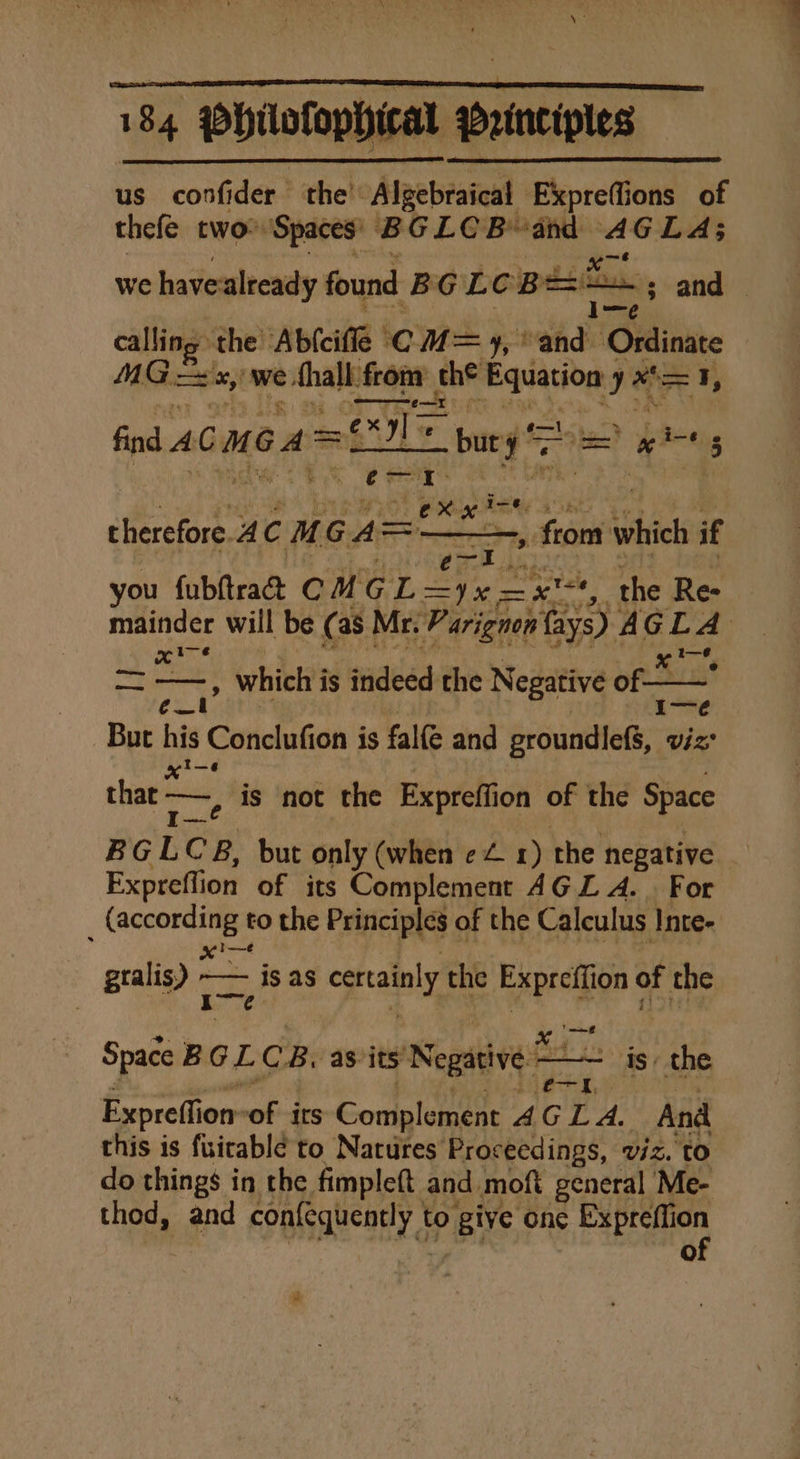 184 Philoſophical Principles
us conſider the Algebraical Expreſſions of
theſe two Spaces BGLCB and AGLA;
we have already found BGLCB = x^{1-e}/(1-e); and
calling the Abſciſſe CM = y, and Ordinate
MG = x, we ſhall from the Equation y x^e = 1,
find ACMGA = (e × y^{(e-1)/e})/(e-1) but y^{(e-1)/e} = x^{1-e};
therefore ACMGA = (e × x^{1-e})/(e-1), from which if
you ſubſtract CMGL = yx = x^{1-e}, the Re-
mainder will be (as Mr. Varignon ſays) AGLA
= x^{1-e}/(e-1), which is indeed the Negative of x^{1-e}/(1-e).
But his Concluſion is falſe and groundleſs, viz.
that x^{1-e}/(1-e), is not the Expreſſion of the Space
BGLCB, but only (when e ∠ 1) the negative
Expreſſion of its Complement AGLA. For
(according to the Principles of the Calculus Inte-
gralis) x^{1-e}/(1-e) is as certainly the Expreſſion of the
Space BGLCB, as its Negative x^{1-e}/(e-1) is the
Expreſſion of its Complement AGLA. And
this is ſuitable to Natures Proceedings, viz. to
do things in the ſimpleſt and moſt general Me-
thod, and conſequently to give one Expreſſion
of